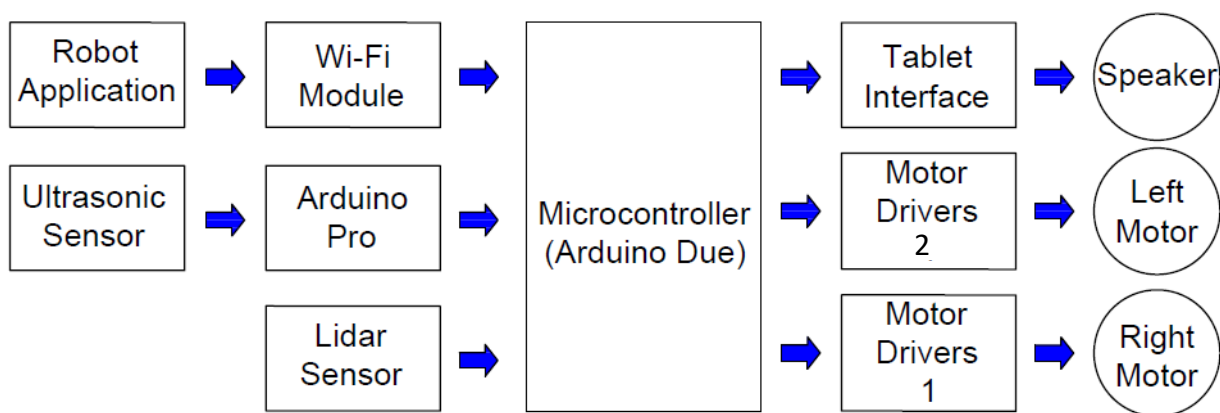 Robot
Application
Wi-Fi
Module
Tablet
Interface
Speaker
Ultrasonic
Sensor
Arduino
Pro
Microcontroller
(Arduino Due)
Motor
Drivers
2
Left
Motor
Lidar
Sensor
Motor
Drivers
1
Right
Motor